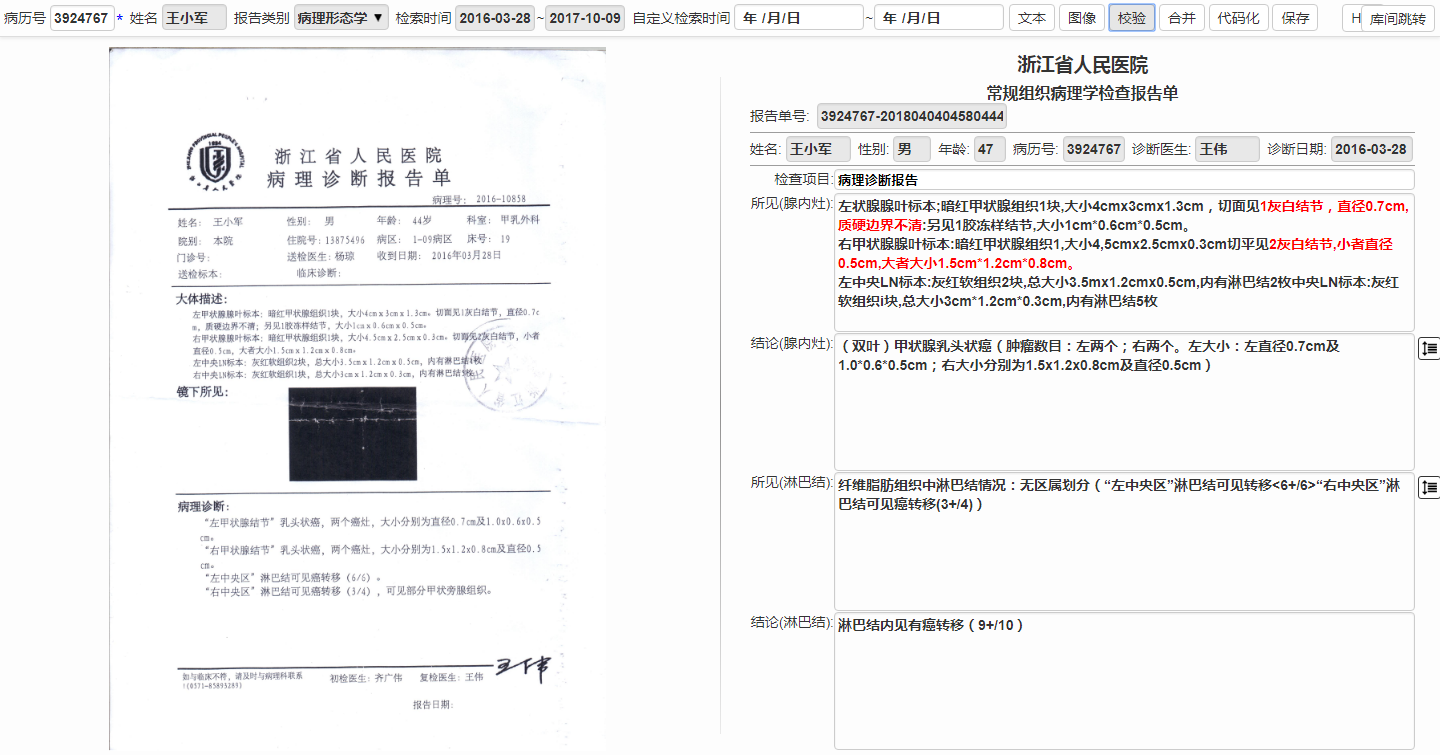 病历号 3924767 * 姓名 王小军 报告类别 病理形态学 ▼ 检索时间 2016-03-28 ~ 2017-10-09 自定义检索时间 年 /月/日 ~ 年 /月/日 文本 图像 校验 合并 代码化 保存 H 库间跳转
1984
浙江省人民医院
病理诊断报告单
病理号: 2016-10858
姓名: 王小军 性别: 男 年龄: 44岁 科室: 甲乳外科
院别: 本院 住院号: 13875496 病区: 1-09病区 床号: 19
门诊号: 送检医生: 杨琼 收到日期: 2016年03月28日
送检标本: 临床诊断:
大体描述:
左甲状腺腺叶标本: 暗红甲状腺组织1块, 大小4cmx3cmx1.3cm。切面见1灰白结节, 直径0.7c
m, 质硬边界不清; 另见1胶冻样结节, 大小1cmx0.6cmx0.5cm。
右甲状腺腺叶标本: 暗红甲状腺组织1块, 大小4.5cmx2.5cmx0.3cm。切面见2灰白结节, 小者
直径0.5cm, 大者大小1.5cmx1.2cmx0.8cm。
左中央LN标本: 灰红软组织2块, 总大小3.5cmx1.2cmx0.5cm, 内有淋巴结1枚
右中央LN标本: 灰红软组织1块, 总大小3cmx1.2cmx0.3cm, 内有淋巴结5枚。
镜下所见:
病理诊断:
“左甲状腺结节”乳头状癌, 两个癌灶, 大小分别为直径0.7cm及1.0x0.6x0.5
cm。
“右甲状腺结节”乳头状癌, 两个癌灶, 大小分别为1.5x1.2x0.8cm及直径0.5
cm。
“左中央区”淋巴结可见癌转移 (6/6) 。
“右中央区”淋巴结可见癌转移 (3/4) , 可见部分甲状旁腺组织。
如与临床不符, 请及时与病理科联系
!(0571-85893289)
初检医生: 齐广伟 复检医生: 王伟
王伟
报告日期:
浙江省人民医院
常规组织病理学检查报告单
报告单号: 3924767-2018040404580444
姓名: 王小军 性别: 男 年龄: 47 病历号: 3924767 诊断医生: 王伟 诊断日期: 2016-03-28
检查项目: 病理诊断报告
所见(腺内灶): 左状腺腺叶标本;暗红甲状腺组织1块,大小4cmx3cmx1.3cm，切面见1灰白结节，直径0.7cm,
质硬边界不清:另见1胶冻样结节,大小1cm*0.6cm*0.5cm。
右甲状腺腺叶标本:暗红甲状腺组织1,大小4,5cmx2.5cmx0.3cm切平见2灰白结节,小者直径
0.5cm,大者大小1.5cm*1.2cm*0.8cm。
左中央LN标本:灰红软组织2块,总大小3.5mx1.2cmx0.5cm,内有淋巴结2枚中央LN标本:灰红
软组织i块,总大小3cm*1.2cm*0.3cm,内有淋巴结5枚
结论(腺内灶): （双叶）甲状腺乳头状癌（肿瘤数目：左两个；右两个。左大小：左直径0.7cm及
1.0*0.6*0.5cm；右大小分别为1.5x1.2x0.8cm及直径0.5cm）
所见(淋巴结): 纤维脂肪组织中淋巴结情况：无区属划分（“左中央区”淋巴结可见转移<6+/6>“右中央区”淋
巴结可见癌转移(3+/4)）
结论(淋巴结): 淋巴结内见有癌转移（9+/10）